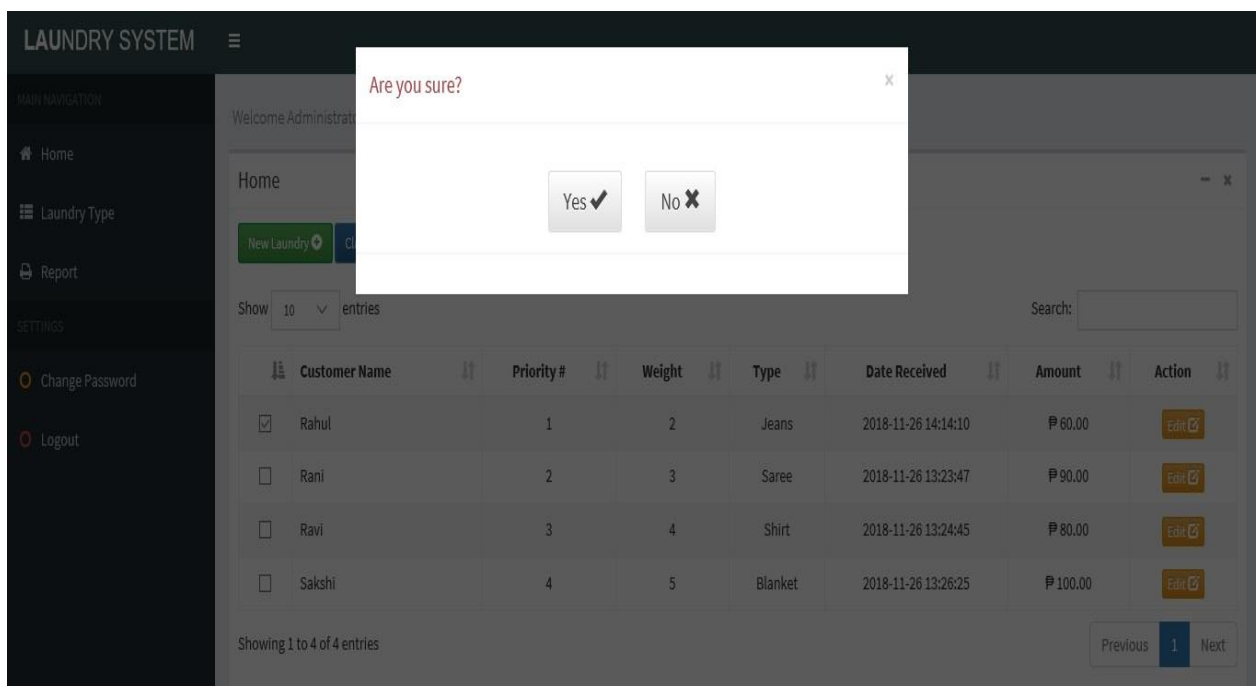 LAUNDRY SYSTEM
Are you sure?
×
MAIN NAVIGATION
Welcome Administrat
Home
Home
Yes
No
Laundry Type
New Laundry
Cl
Report
Show 10 entries
Search:
SETTINGS
Customer Name Priority # Weight Type Date Received Amount Action
Change Password
Rahul 1 2 Jeans 2018-11-26 14:14:10 ₱ 60.00 Edit
Logout
Rani 2 3 Saree 2018-11-26 13:23:47 ₱ 90.00 Edit
Ravi 3 4 Shirt 2018-11-26 13:24:45 ₱ 80.00 Edit
Sakshi 4 5 Blanket 2018-11-26 13:26:25 ₱ 100.00 Edit
Showing 1 to 4 of 4 entries
Previous 1 Next